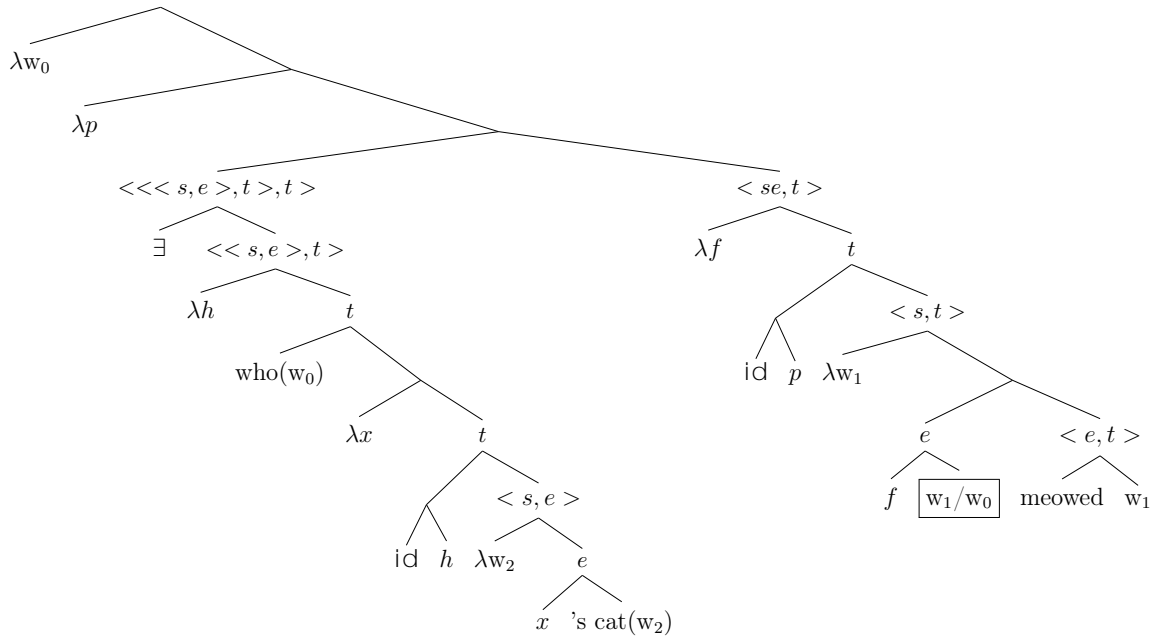 λw₀
λp
<<< s, e >, t >, t >
< se, t >
∃
<< s, e >, t >
λf
t
λh
t
< s, t >
who(w₀)
id
p
λw₁
λx
t
e
< e, t >
< s, e >
f
w₁/w₀
meowed
w₁
id
h
λw₂
e
x
's cat(w₂)